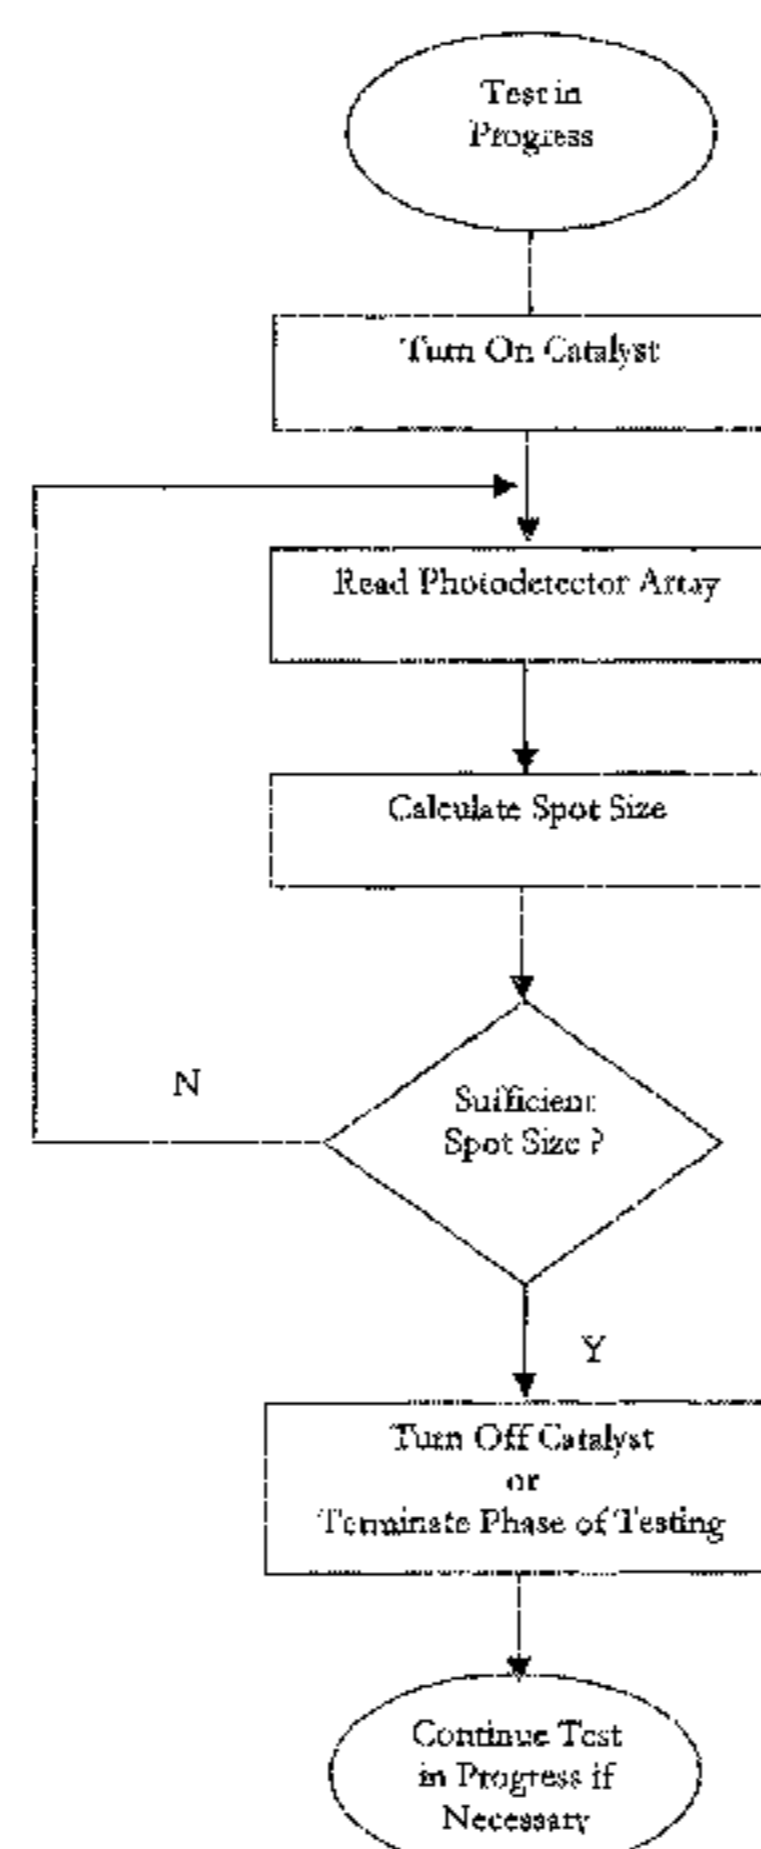 Test in
Progress
Turn On Catalyst
Read Photodetector Array
Calculate Spot Size
N
Sufficient
Spot Size ?
Y
Turn Off Catalyst
or
Terminate Phase of Testing
Continue Test
in Progress if
Necessary